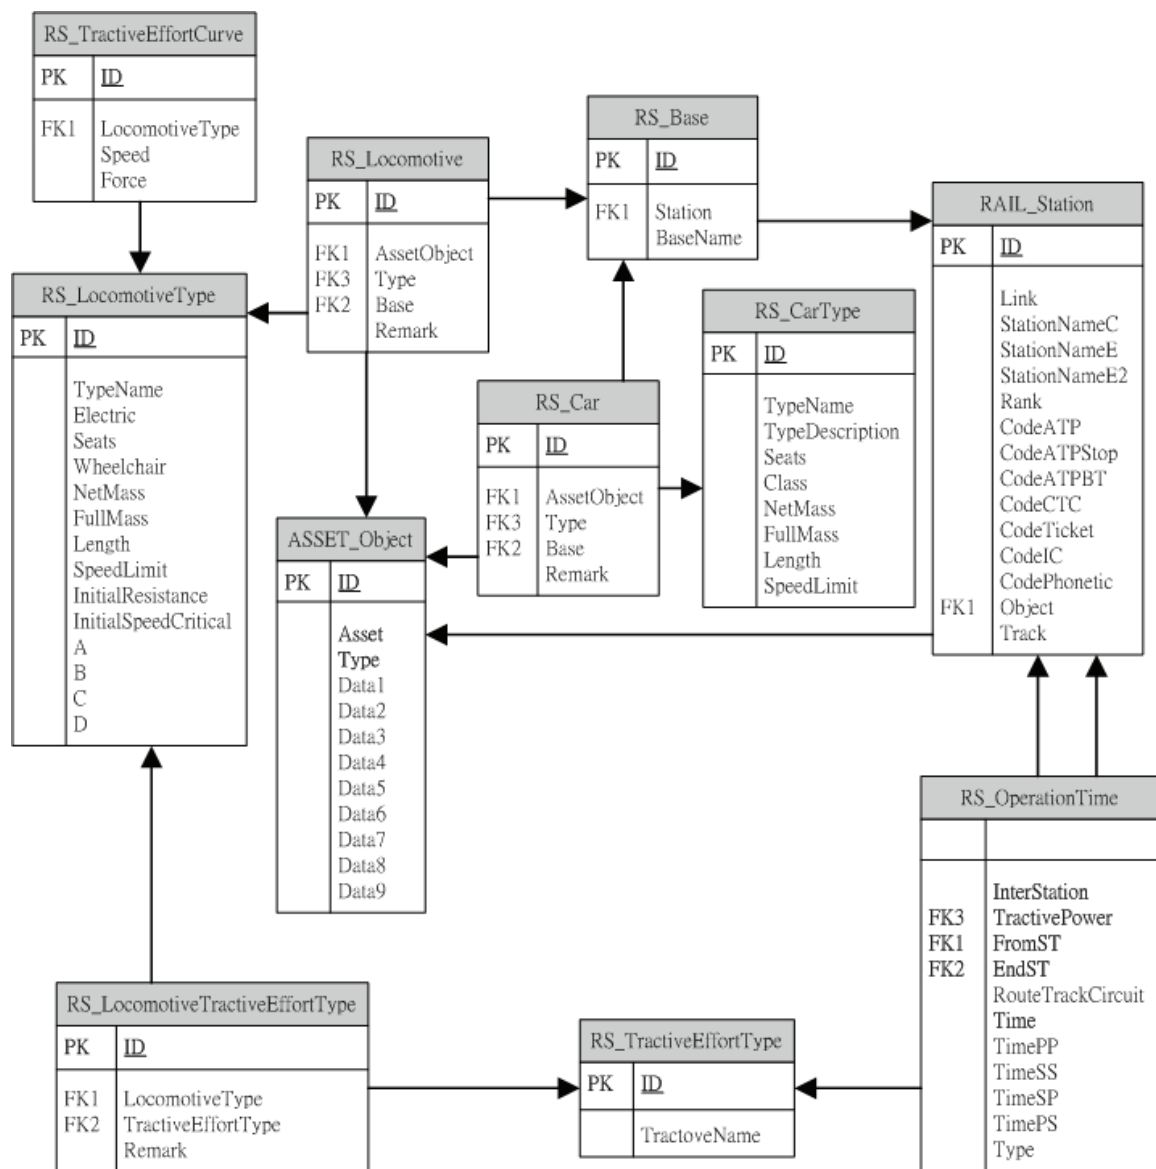 RS_TractiveEffortCurve
PK ID
FK1 LocomotiveType
Speed
Force
RS_Locomotive
PK ID
FK1 AssetObject
FK3 Type
FK2 Base
Remark
RS_Base
PK ID
FK1 Station
BaseName
RAIL_Station
PK ID
Link
StationNameC
StationNameE
StationNameE2
Rank
CodeATP
CodeATPStop
CodeATPBT
CodeCTC
CodeTicket
CodeIC
CodePhonetic
FK1 Object
Track
RS_LocomotiveType
PK ID
TypeName
Electric
Seats
Wheelchair
NetMass
FullMass
Length
SpeedLimit
InitialResistance
InitialSpeedCritical
A
B
C
D
RS_CarType
PK ID
TypeName
TypeDescription
Seats
Class
NetMass
FullMass
Length
SpeedLimit
RS_Car
PK ID
FK1 AssetObject
FK3 Type
FK2 Base
Remark
ASSET_Object
PK ID
Asset
Type
Data1
Data2
Data3
Data4
Data5
Data6
Data7
Data8
Data9
RS_OperationTime
InterStation
FK3 TractivePower
FK1 FromST
FK2 EndST
RouteTrackCircuit
Time
TimePP
TimeSS
TimeSP
TimePS
Type
RS_LocomotiveTractiveEffortType
PK ID
FK1 LocomotiveType
FK2 TractiveEffortType
Remark
RS_TractiveEffortType
PK ID
TractoveName